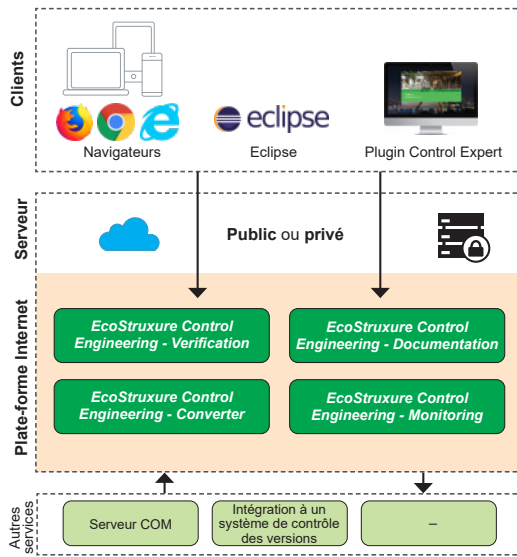 Clients
eclipse
Navigateurs
Eclipse
Plugin Control Expert
Serveur
Public ou privé
Plate-forme Internet
EcoStruxure Control
Engineering - Verification
EcoStruxure Control
Engineering - Documentation
EcoStruxure Control
Engineering - Converter
EcoStruxure Control
Engineering - Monitoring
Autres
services
Serveur COM
Intégration à un
système de contrôle
des versions
–